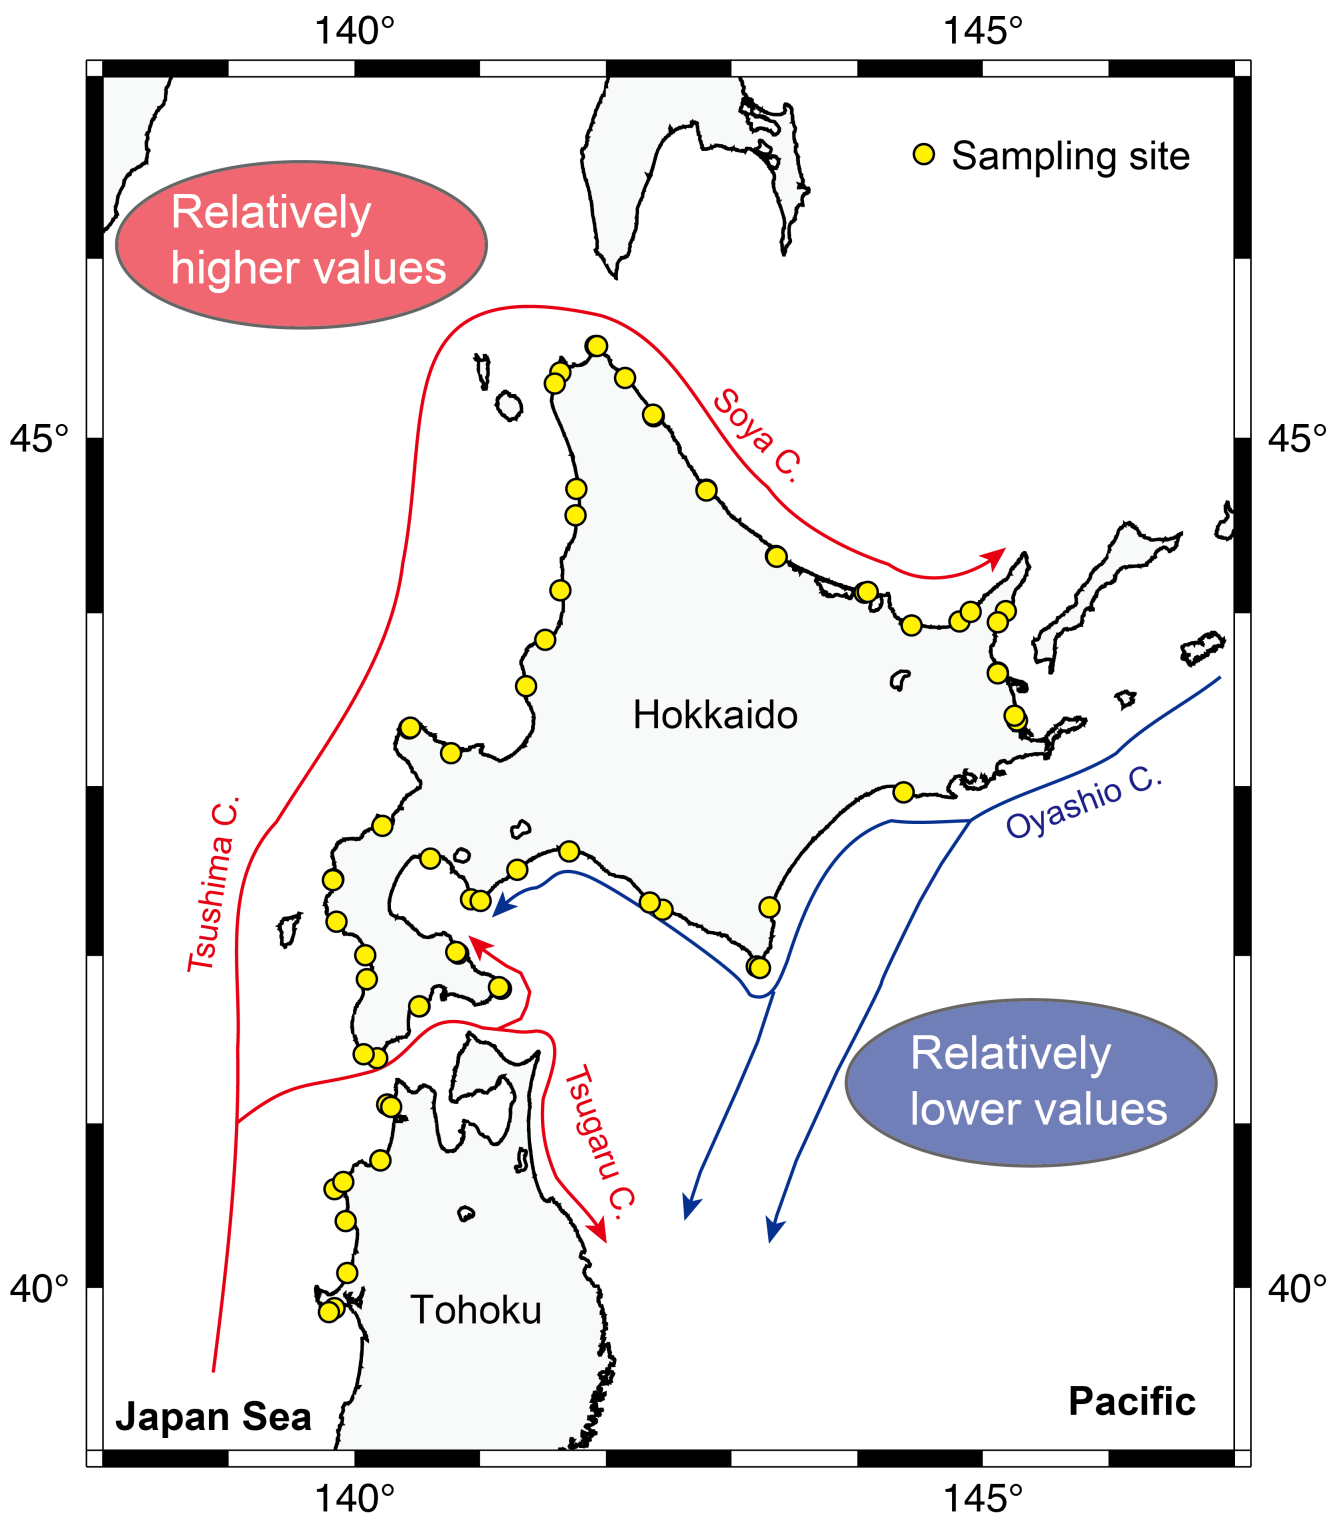 140°
145°
Sampling site
Relatively
higher values
45°
45°
Soya C.
Hokkaido
Oyashio C.
Tsushima C.
Relatively
lower values
Tsugaru C.
40°
40°
Tohoku
Japan Sea
Pacific
140°
145°